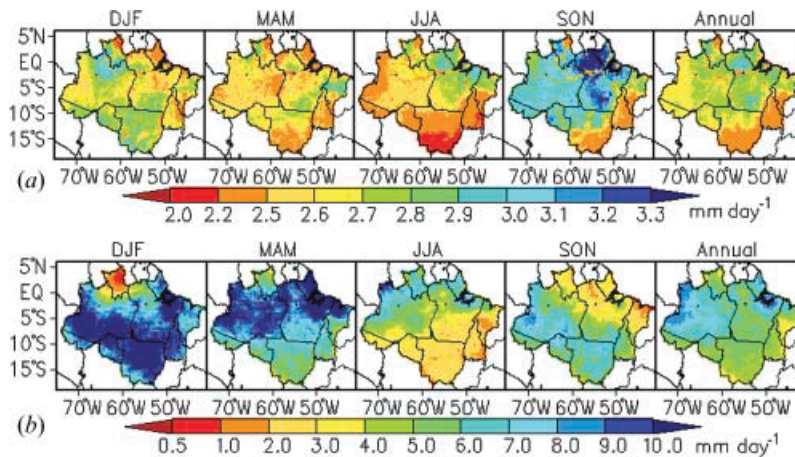 DJF MAM JJA SON Annual
5°N
EQ
5°S
10°S
15°S
70W 60W 50W 70W 60W 50W 70W 60W 50W 70W 60W 50W 70W 60W 50W
(a)
2.0 2.2 2.5 2.6 2.7 2.8 2.9 3.0 3.1 3.2 3.3 mm day⁻¹
DJF MAM JJA SON Annual
5°N
EQ
5°S
10°S
15°S
70W 60W 50W 70W 60W 50W 70W 60W 50W 70W 60W 50W 70W 60W 50W
(b)
0.5 1.0 2.0 3.0 4.0 5.0 6.0 7.0 8.0 9.0 10.0 mm day⁻¹